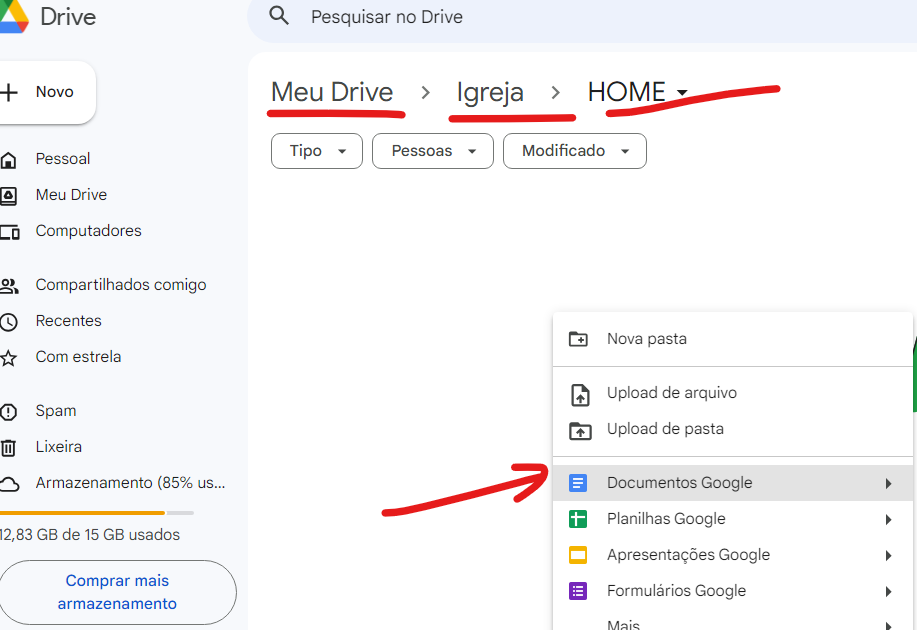 Drive
Pesquisar no Drive
Novo
Meu Drive > Igreja > HOME
Tipo
Pessoas
Modificado
Pessoal
Meu Drive
Computadores
Compartilhados comigo
Recentes
Com estrela
Spam
Lixeira
Armazenamento (85% us...
12,83 GB de 15 GB usados
Comprar mais
armazenamento
Nova pasta
Upload de arquivo
Upload de pasta
Documentos Google
Planilhas Google
Apresentações Google
Formulários Google
Mais